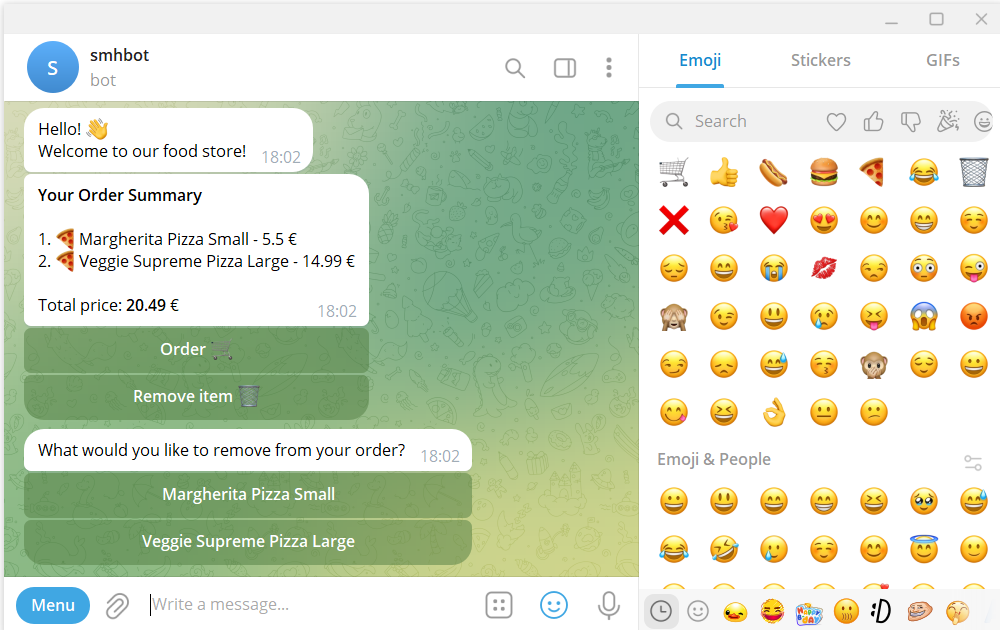 smhbot
bot
S
Emoji
Stickers
GIFs
Search
Hello! 👋
Welcome to our food store!
18:02
Your Order Summary
1. 🍕 Margherita Pizza Small - 5.5 €
2. 🍕 Veggie Supreme Pizza Large - 14.99 €
Total price: 20.49 €
18:02
Order 🛒
Remove item 🗑️
What would you like to remove from your order?
18:02
Margherita Pizza Small
Veggie Supreme Pizza Large
Menu
Write a message...
Emoji & People